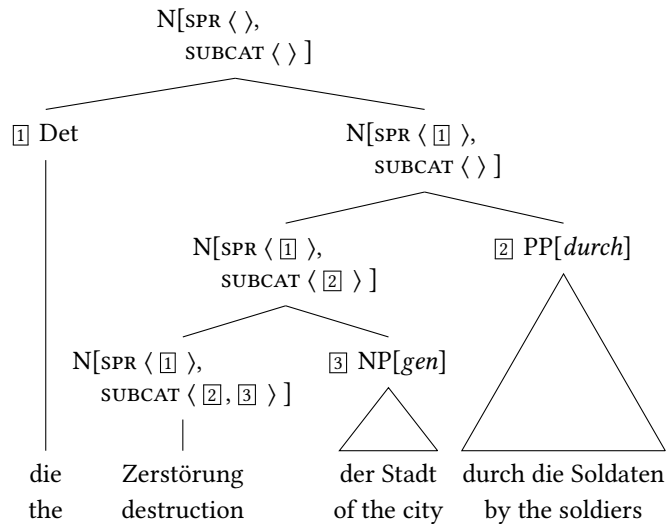 N[SPR ⟨ ⟩,
SUBCAT ⟨ ⟩ ]
1 Det
N[SPR ⟨ 1 ⟩,
SUBCAT ⟨ ⟩ ]
N[SPR ⟨ 1 ⟩,
SUBCAT ⟨ 2 ⟩ ]
2 PP[durch]
N[SPR ⟨ 1 ⟩,
SUBCAT ⟨ 2, 3 ⟩ ]
3 NP[gen]
die Zerstörung der Stadt durch die Soldaten
the destruction of the city by the soldiers